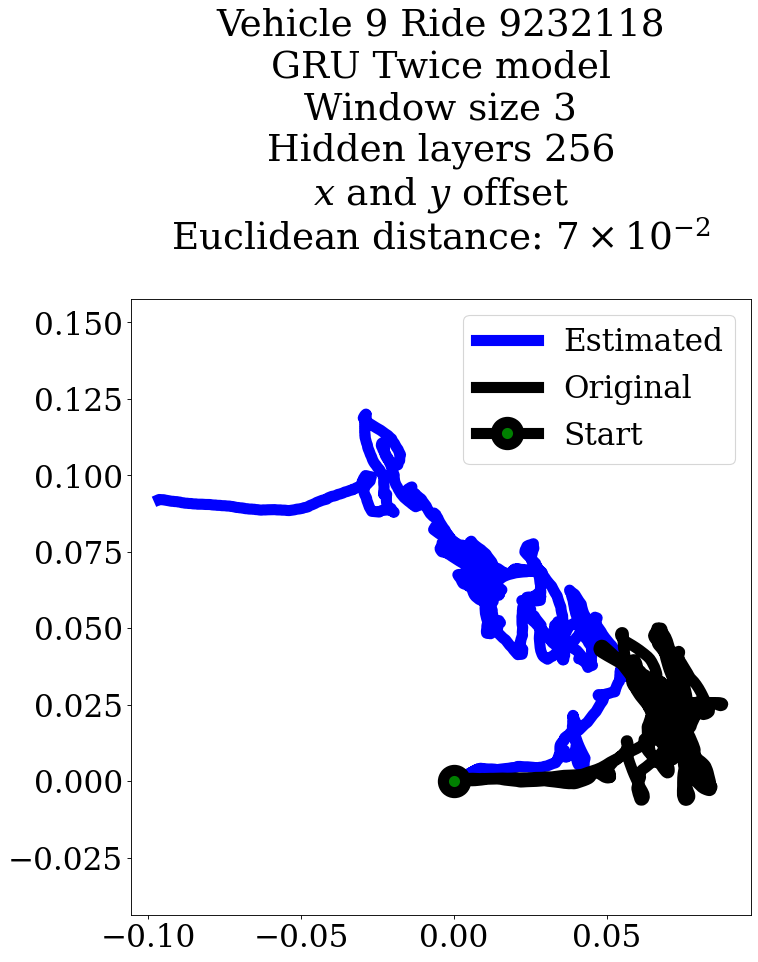 Vehicle 9 Ride 9232118
GRU Twice model
Window size 3
Hidden layers 256
x and y offset
Euclidean distance: 7 × 10⁻²
Estimated
Original
Start
0.150
0.125
0.100
0.075
0.050
0.025
0.000
−0.025
−0.10
−0.05
0.00
0.05